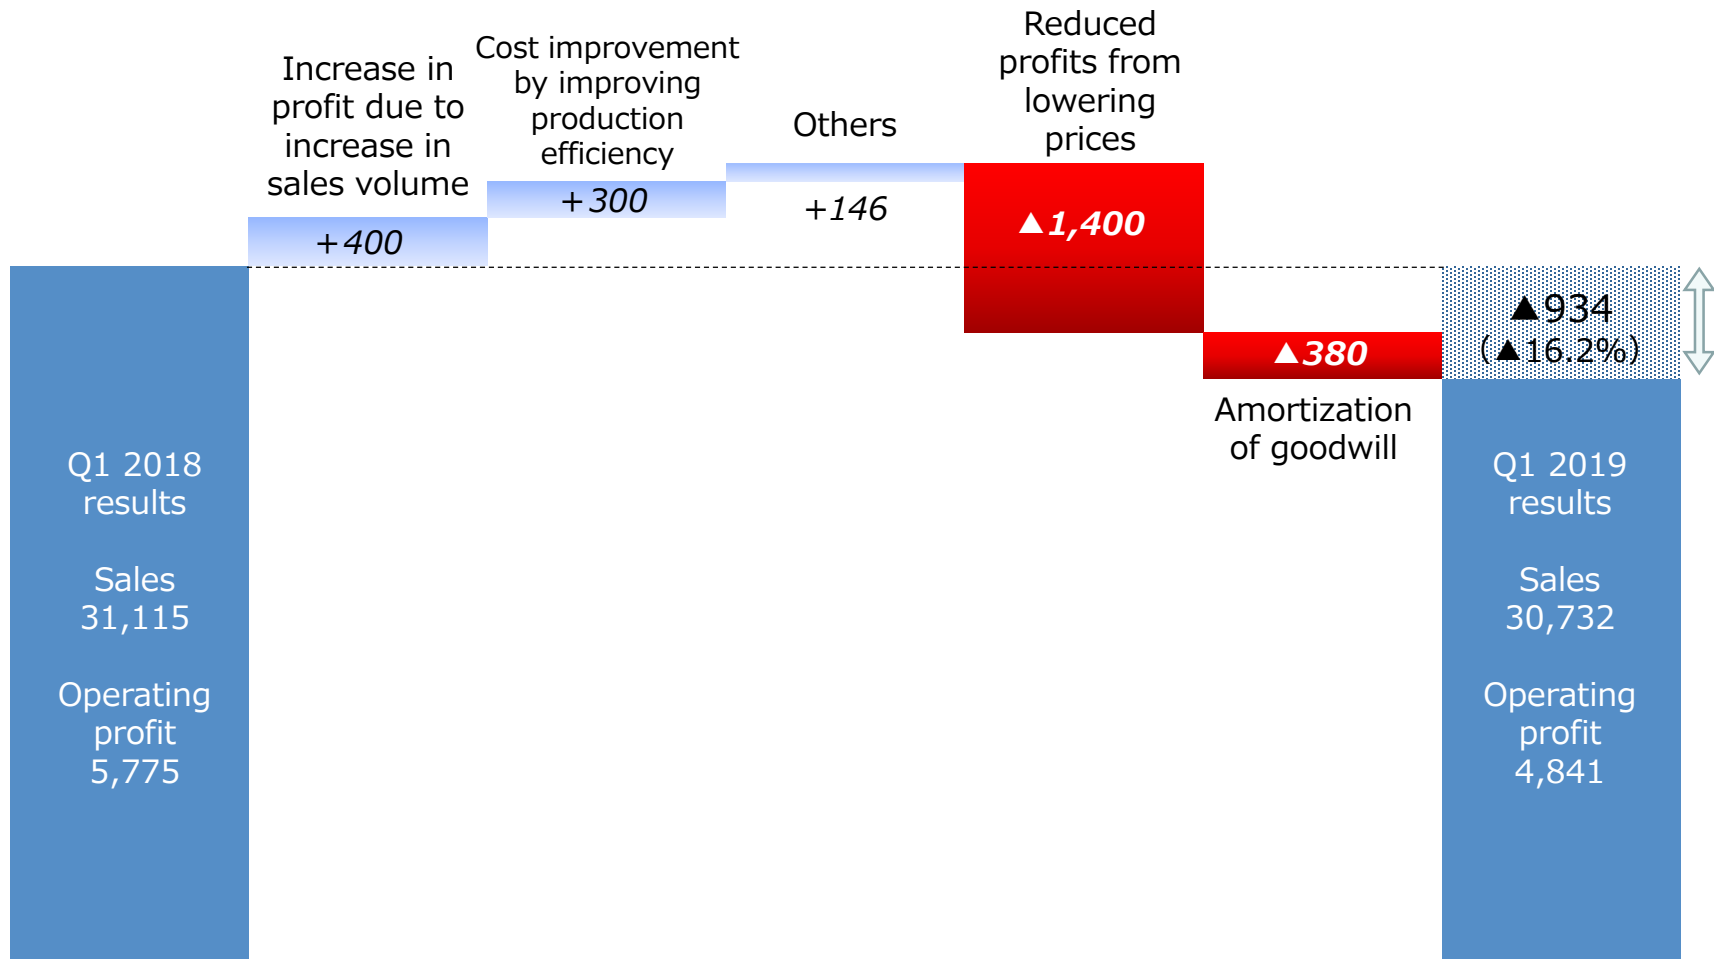 Q1 2018
results
Sales
31,115
Operating
profit
5,775
Increase in
profit due to
increase in
sales volume
+400
Cost improvement
by improving
production
efficiency
+300
Others
+146
Reduced
profits from
lowering
prices
▲1,400
▲380
Amortization
of goodwill
▲934
(▲16.2%)
Q1 2019
results
Sales
30,732
Operating
profit
4,841